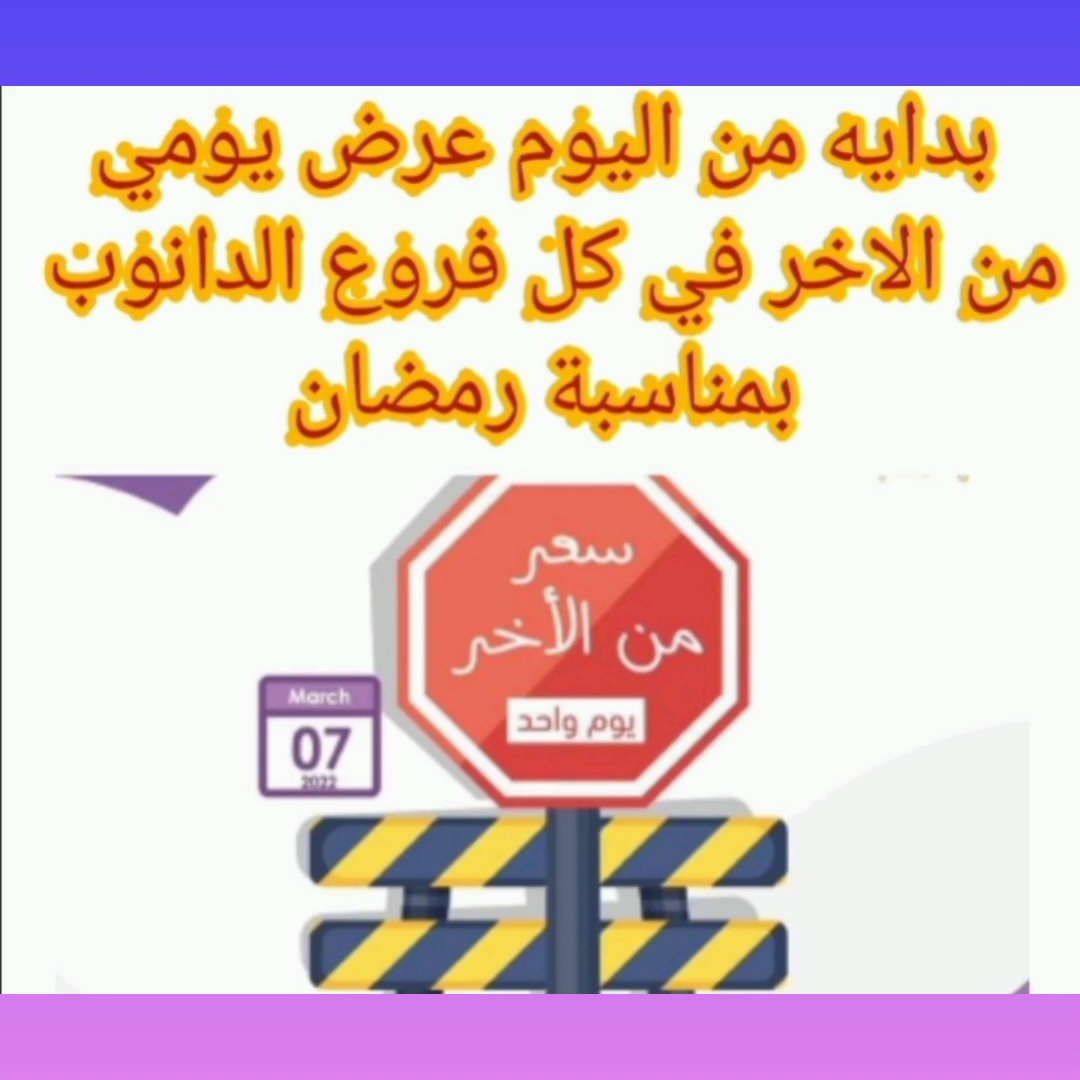 بدايه من اليوم عرض يومي
من الاخر في كل فروع الدانوب
بمناسبة رمضان
سعر
من الأخر
يوم واحد
March
07
2022